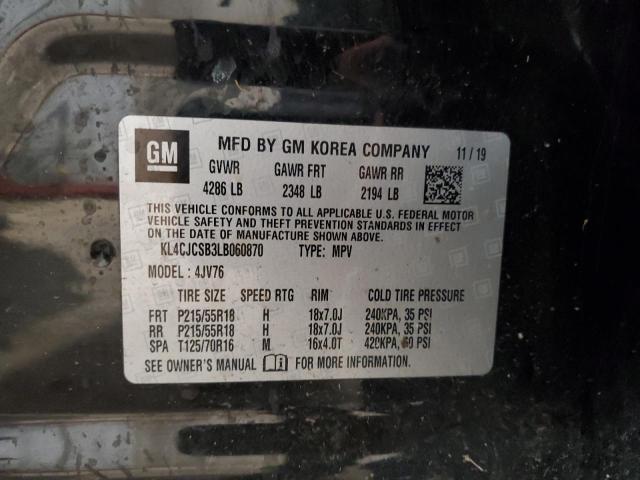 GM MFD BY GM KOREA COMPANY 11/19
GVWR GAWR FRT GAWR RR
4286 LB 2348 LB 2194 LB
THIS VEHICLE CONFORMS TO ALL APPLICABLE U.S. FEDERAL MOTOR
VEHICLE SAFETY AND THEFT PREVENTION STANDARDS IN EFFECT
ON THE DATE OF MANUFACTURE SHOWN ABOVE.
KL4CJCSB3LB060870 TYPE: MPV
MODEL: 4JV76
TIRE SIZE SPEED RTG RIM COLD TIRE PRESSURE
FRT P215/55R18 H 18x7.0J 240KPA, 35 PSI
RR P215/55R18 H 18x7.0J 240KPA, 35 PSI
SPA T125/70R16 M 16x4.0T 420KPA, 60 PSI
SEE OWNER'S MANUAL FOR MORE INFORMATION.